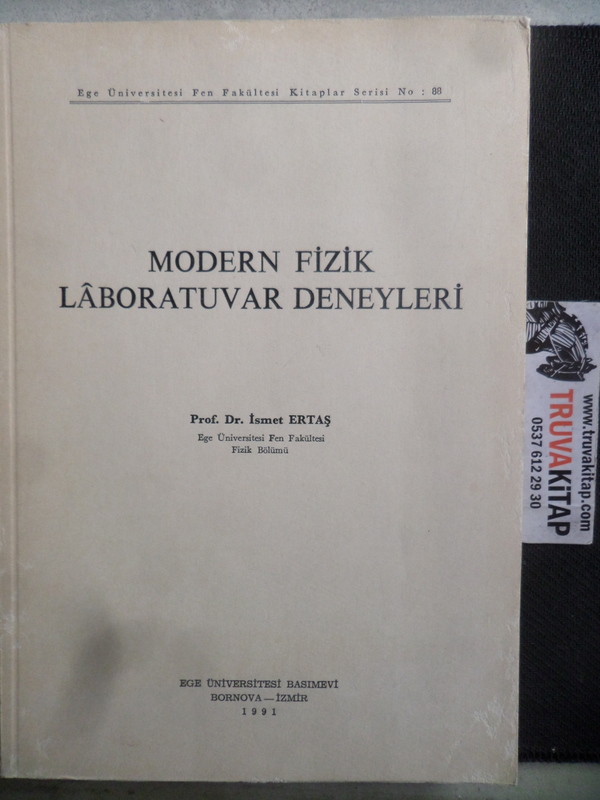 Ege Üniversitesi Fen Fakültesi Kitaplar Serisi No : 88
MODERN FİZİK
LÂBORATUVAR DENEYLERİ
Prof. Dr. İsmet ERTAŞ
Ege Üniversitesi Fen Fakültesi
Fizik Bölümü
EGE ÜNİVERSİTESİ BASIMEVİ
BORNOVA — İZMİR
1991
www.truvakitap.com
TRUVAKİTAP
0537 612 29 30